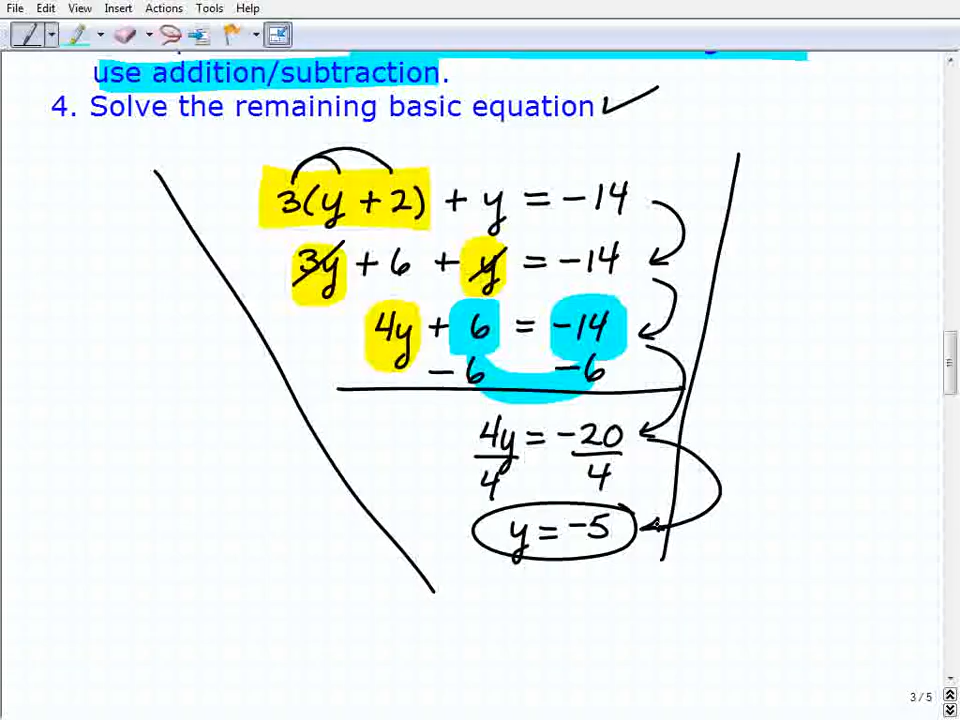 File Edit View Insert Actions Tools Help
use addition/subtraction.
4. Solve the remaining basic equation
3(y + 2) + y = -14
3y + 6 + y = -14
4y + 6 = -14
- 6 -6
4y = -20
4 4
y = -5
3 / 5